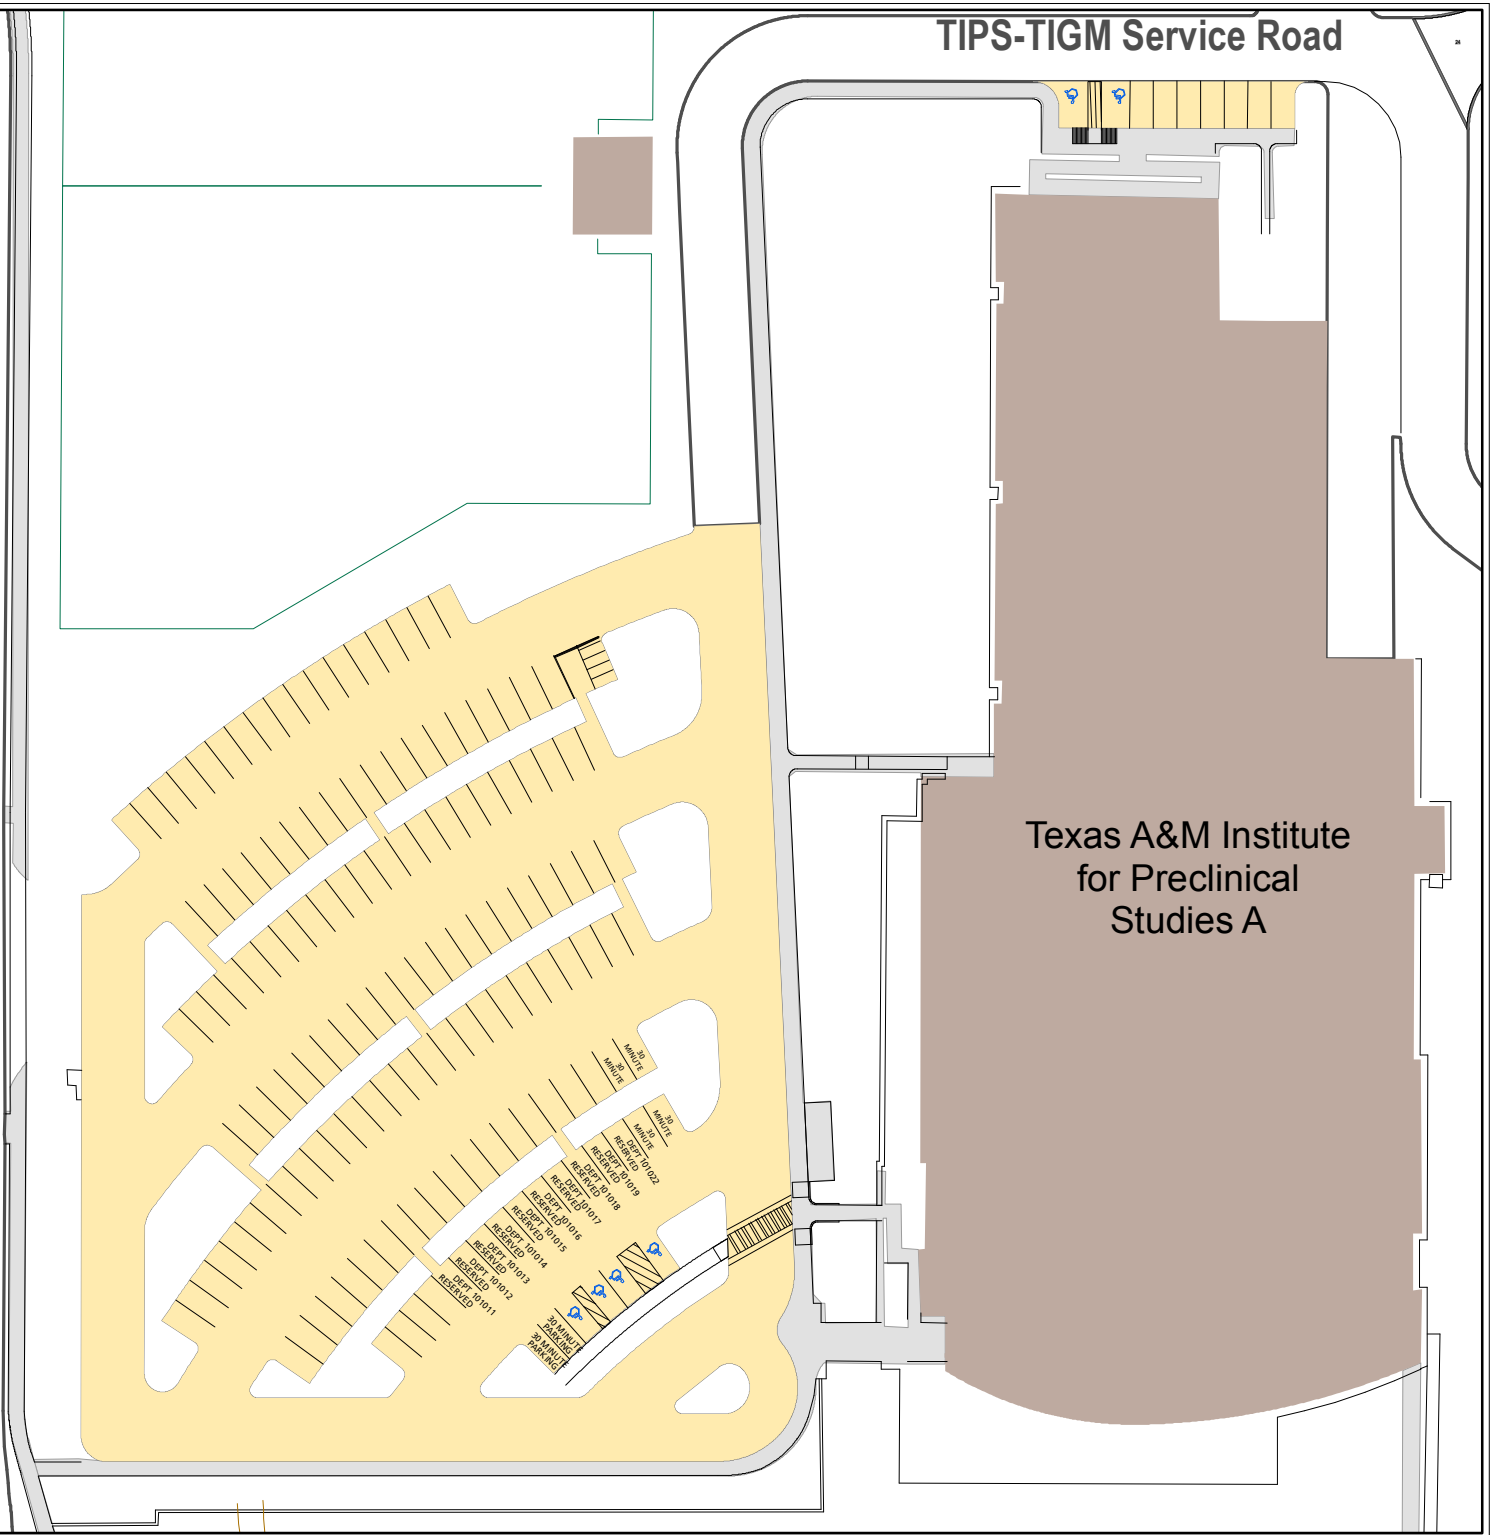 TIPS-TIGM Service Road
24
Texas A&M Institute
for Preclinical
Studies A
30
MINUTE
30
MINUTE
30
MINUTE
30
MINUTE
DEPT 101022
RESERVED
DEPT 101019
RESERVED
DEPT 101018
RESERVED
DEPT 101017
RESERVED
DEPT 101016
RESERVED
DEPT 101015
RESERVED
DEPT 101014
RESERVED
DEPT 101013
RESERVED
DEPT 101012
RESERVED
DEPT 101011
RESERVED
30 MINUTE
PARKING
30 MINUTE
PARKING